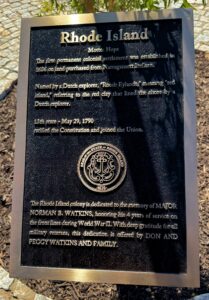 Rhode Island
Motto: Hope
The first permanent colonial settlement was established in
1636 on land purchased from Narragansett Indians.
Named by a Dutch explorer, "Roodt Eylandt," meaning "red
island," referring to the red clay that lined the shore by a
Dutch explorer.
13th state - May 29, 1790
ratified the Constitution and joined the Union.
The Rhode Island colony is dedicated to the memory of MAJOR
NORMAN B. WATKINS, honoring his 4 years of service on
the front lines during World War II. With deep gratitude for all
military veterans, this dedication is offered by DON AND
PEGGY WATKINS AND FAMILY.